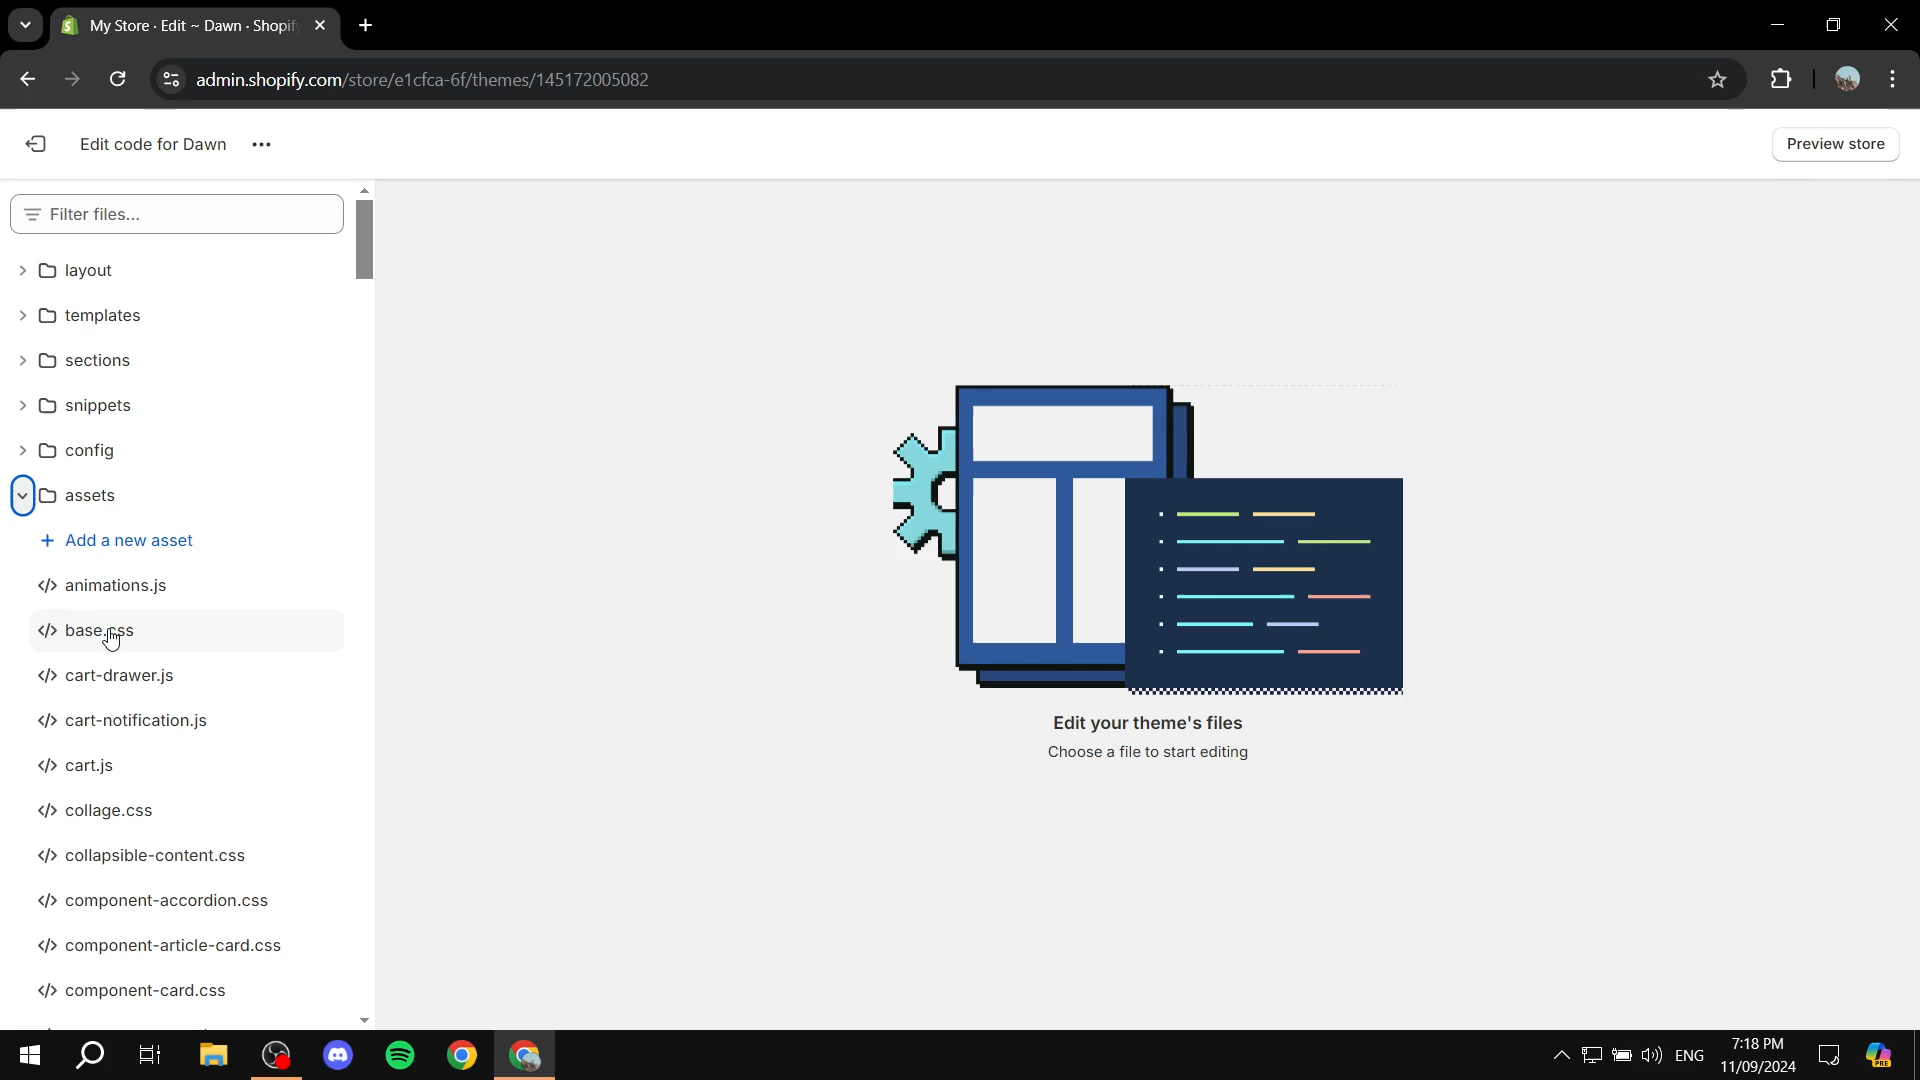 My Store · Edit ~ Dawn · Shopif
admin.shopify.com/store/e1cfca-6f/themes/145172005082
Edit code for Dawn
Preview store
Filter files...
layout
templates
sections
snippets
config
assets
Add a new asset
animations.js
base.css
cart-drawer.js
cart-notification.js
cart.js
collage.css
collapsible-content.css
component-accordion.css
component-article-card.css
component-card.css
Edit your theme's files
Choose a file to start editing
ENG
7:18 PM
11/09/2024
PRE